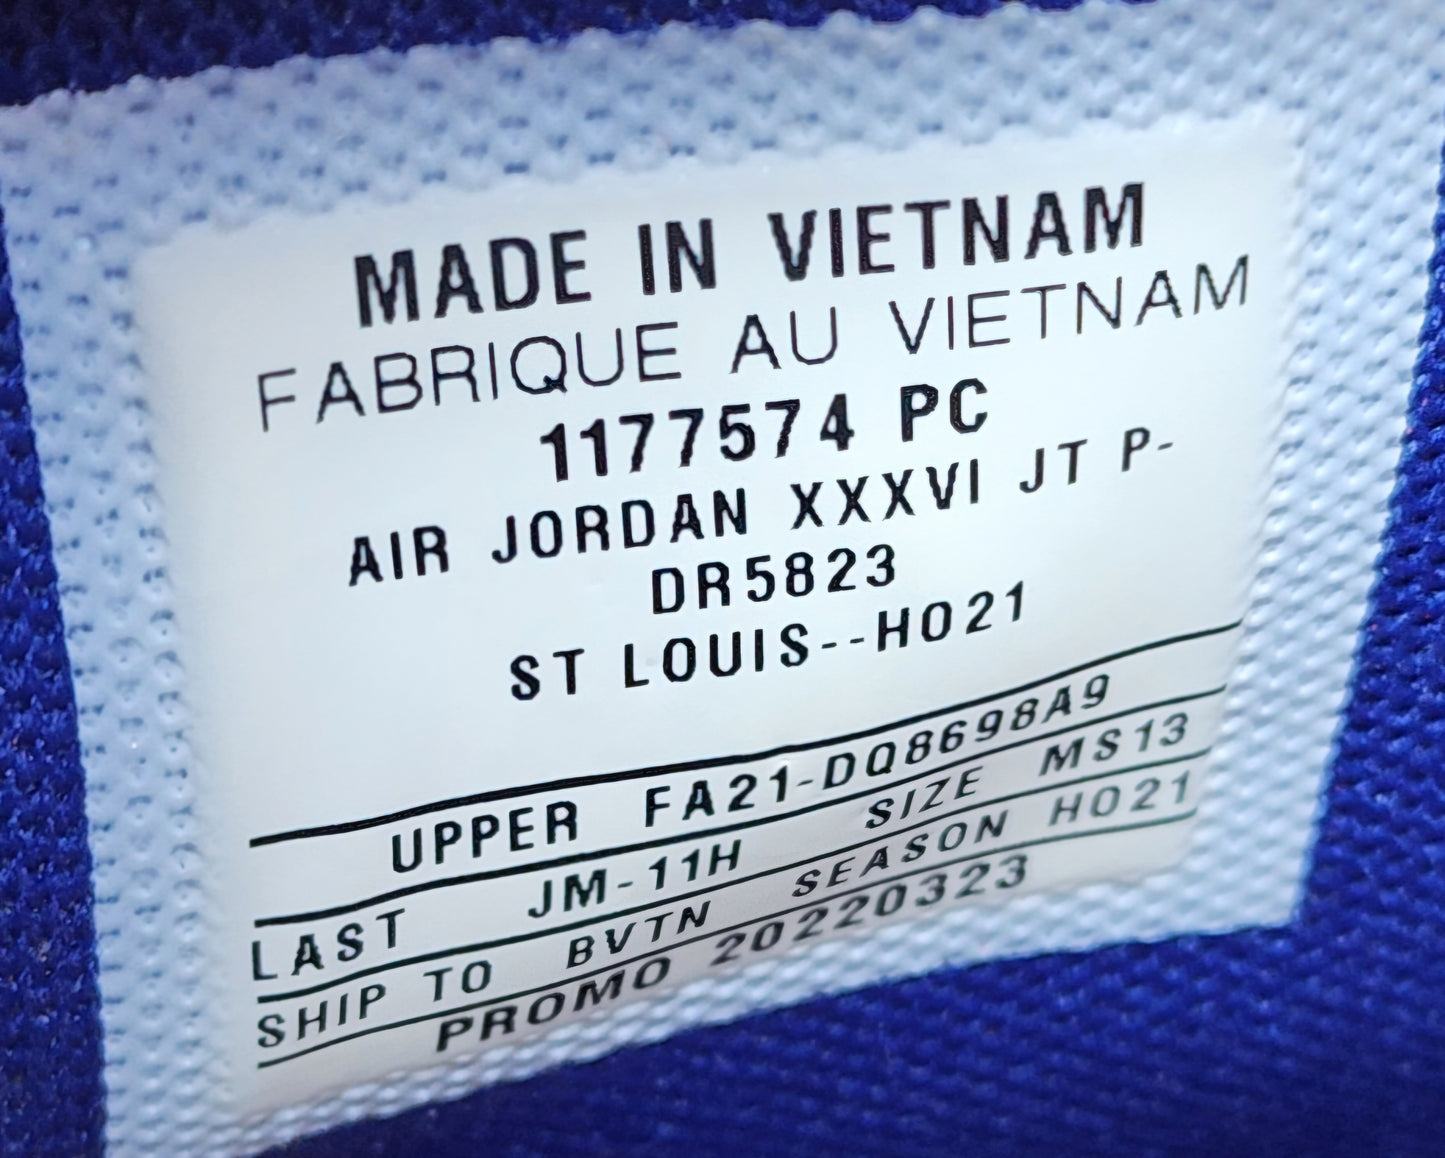 MADE IN VIETNAM
FABRIQUE AU VIETNAM
1177574 PC
AIR JORDAN XXXVI JT P-
DR5823
ST LOUIS--HO21
UPPER FA21-DQ8698A9
LAST JM-11H SIZE MS13
SHIP TO BVTN SEASON HO21
PROMO 20220323